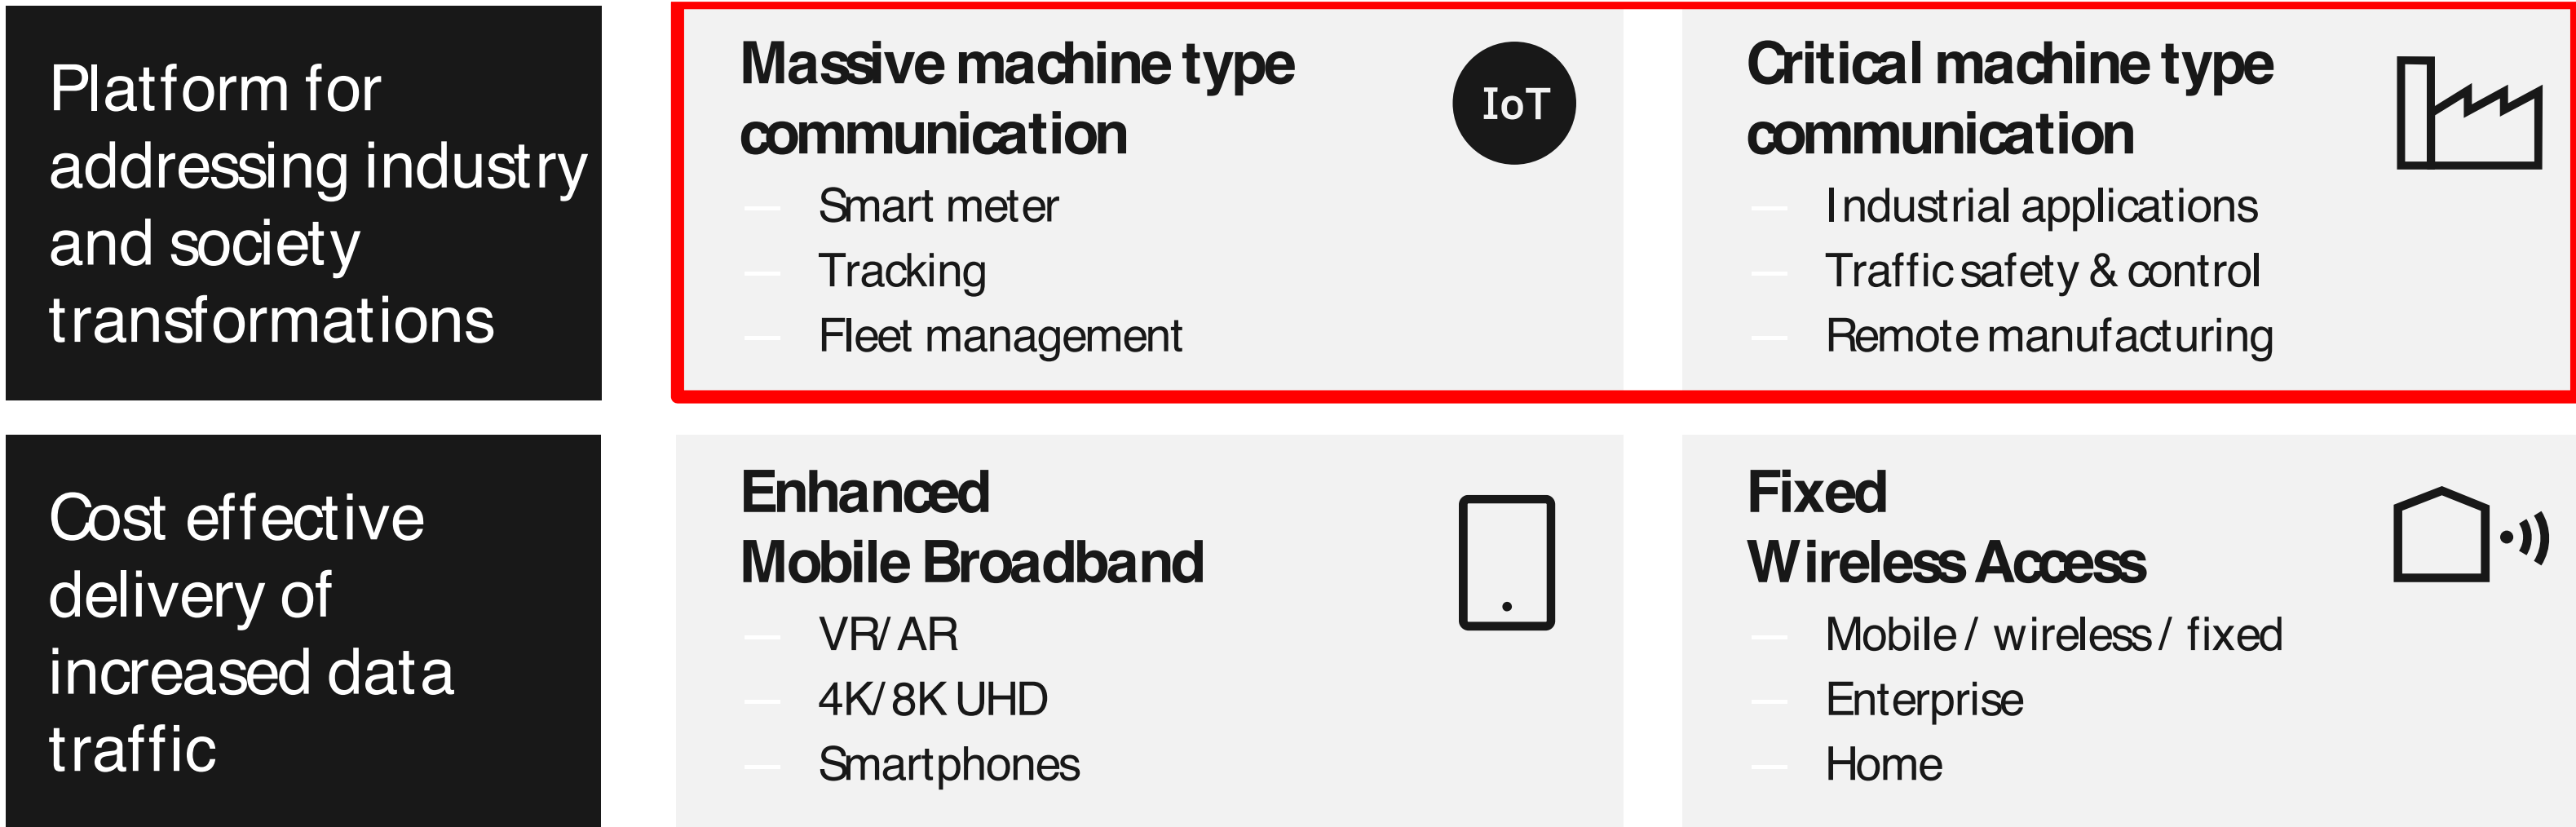 Platform for
addressing industry
and society
transformations
Massive machine type
communication
IoT
— Smart meter
— Tracking
— Fleet management
Critical machine type
communication
— Industrial applications
— Traffic safety & control
— Remote manufacturing
Cost effective
delivery of
increased data
traffic
Enhanced
Mobile Broadband
— VR/AR
— 4K/8K UHD
— Smartphones
Fixed
Wireless Access
— Mobile / wireless / fixed
— Enterprise
— Home